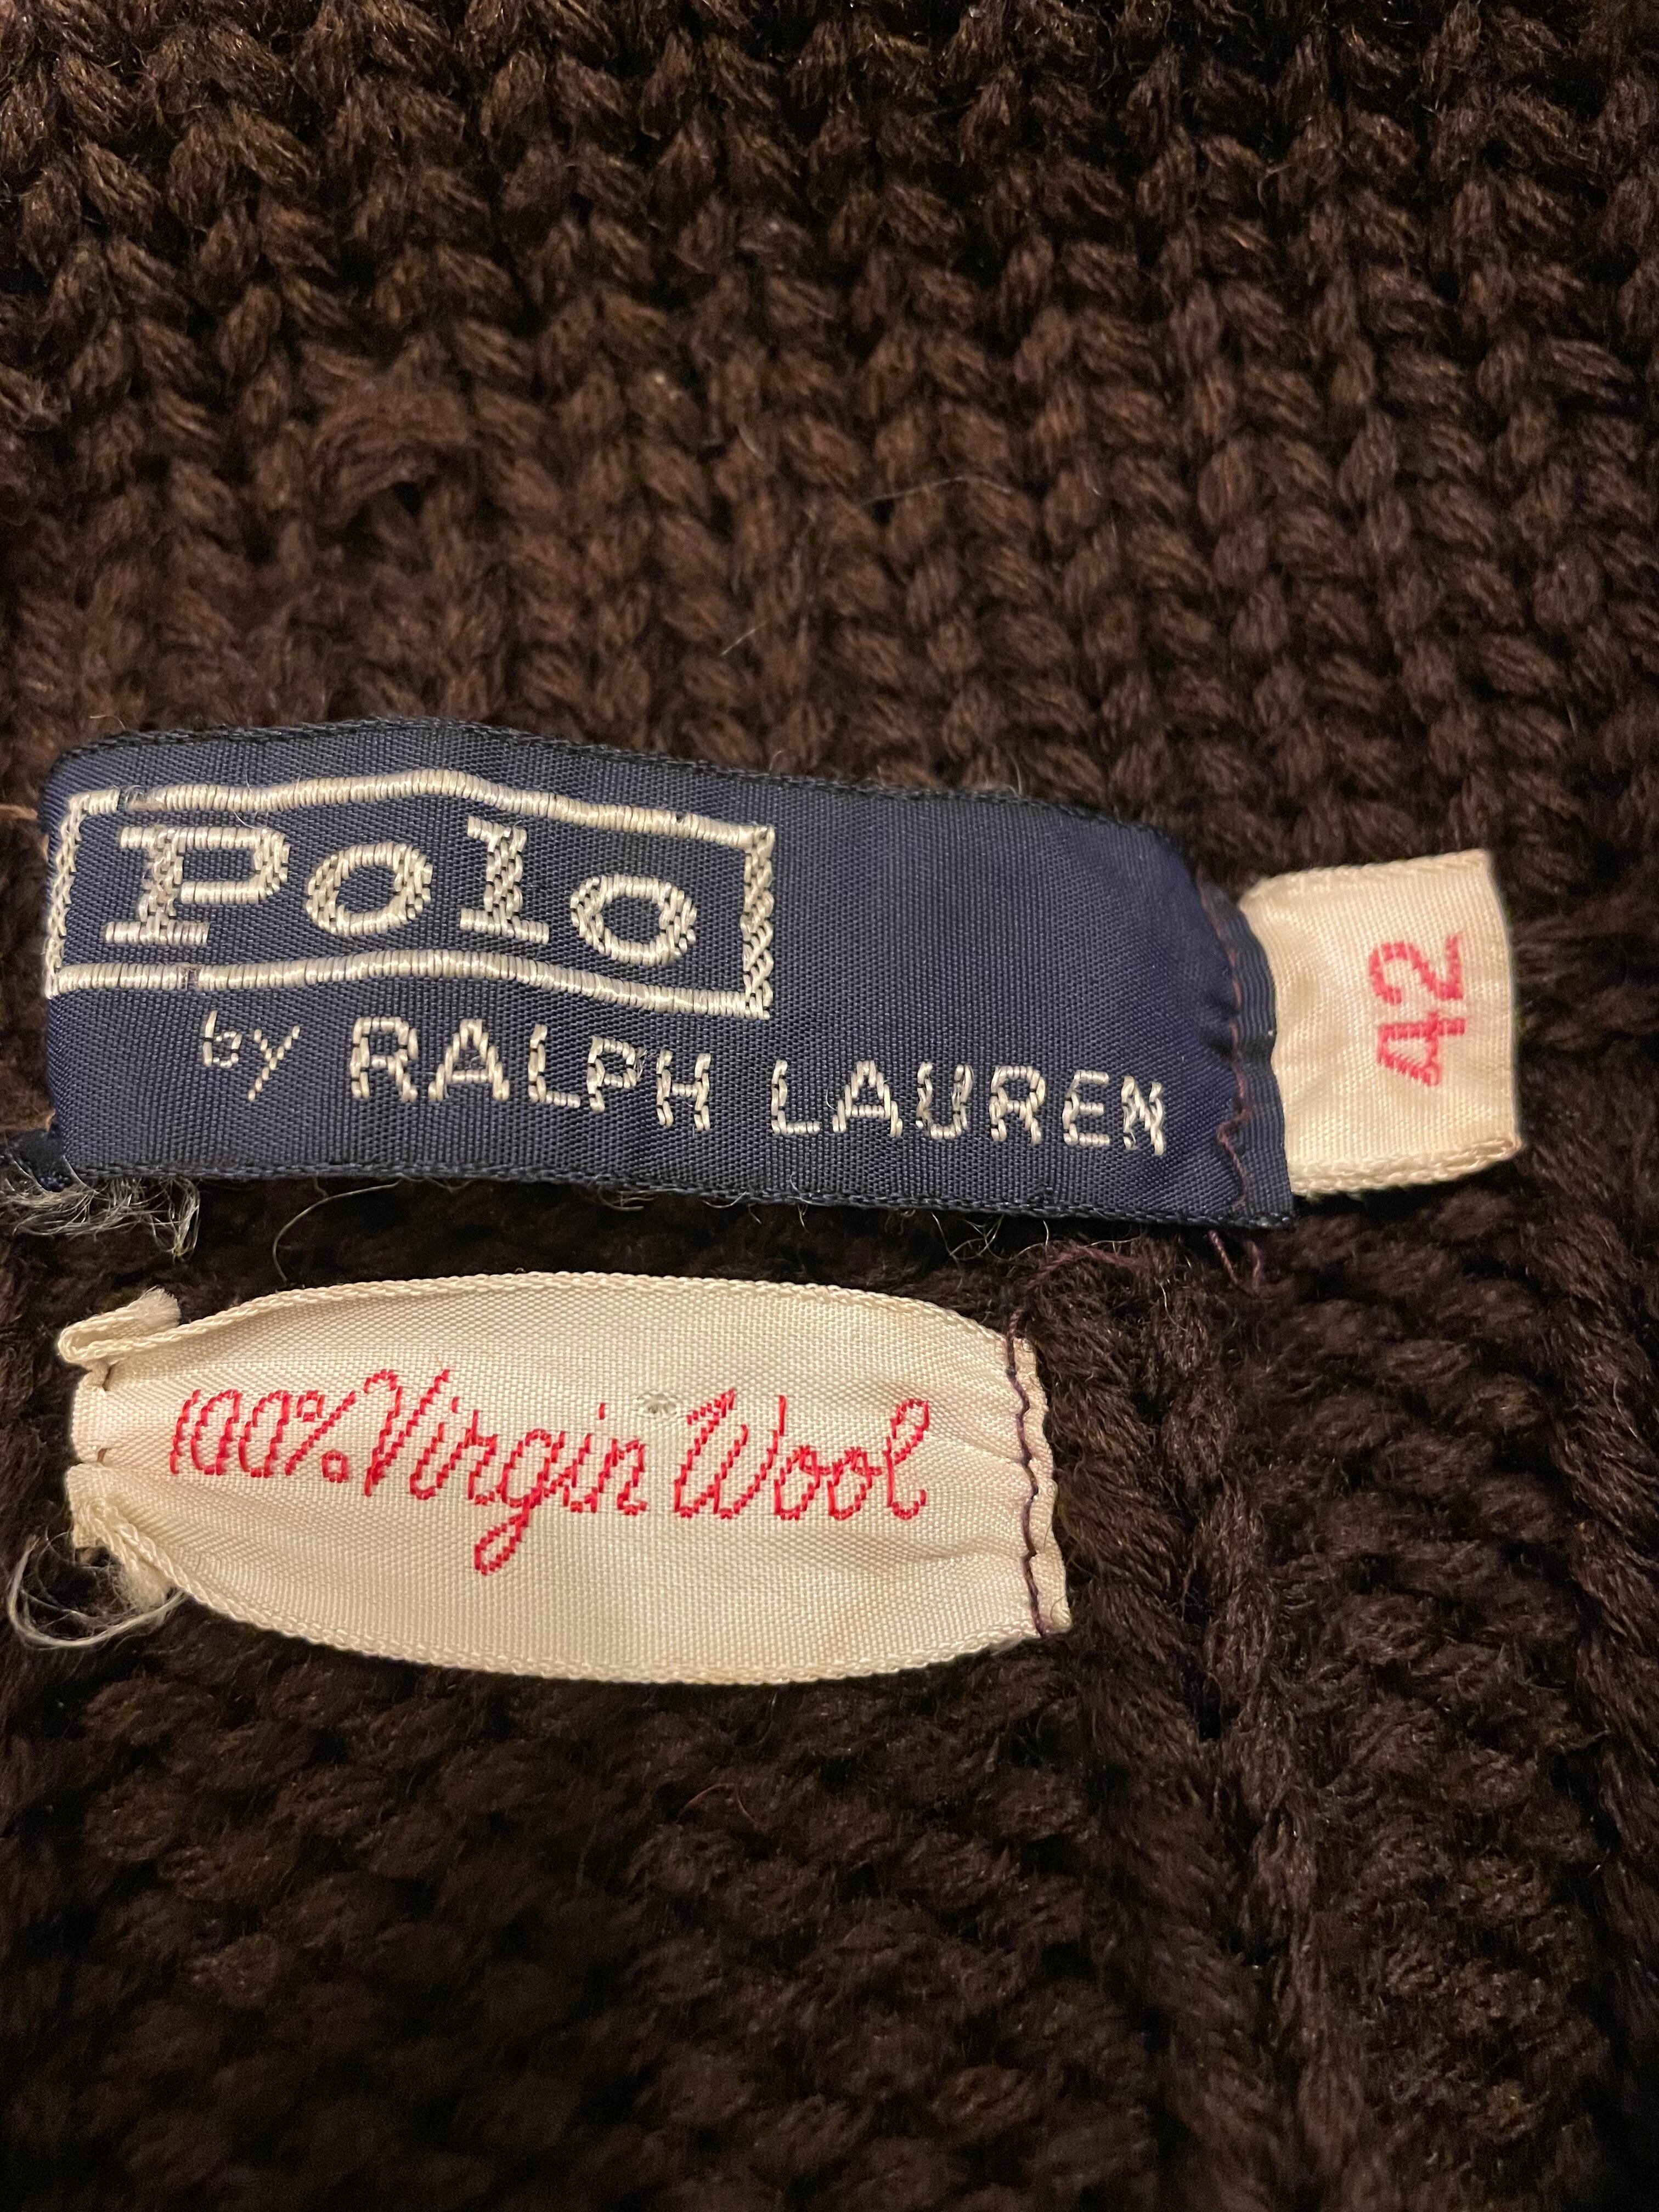 Polo
by RALPH LAUREN
42
100% Virgin Wool